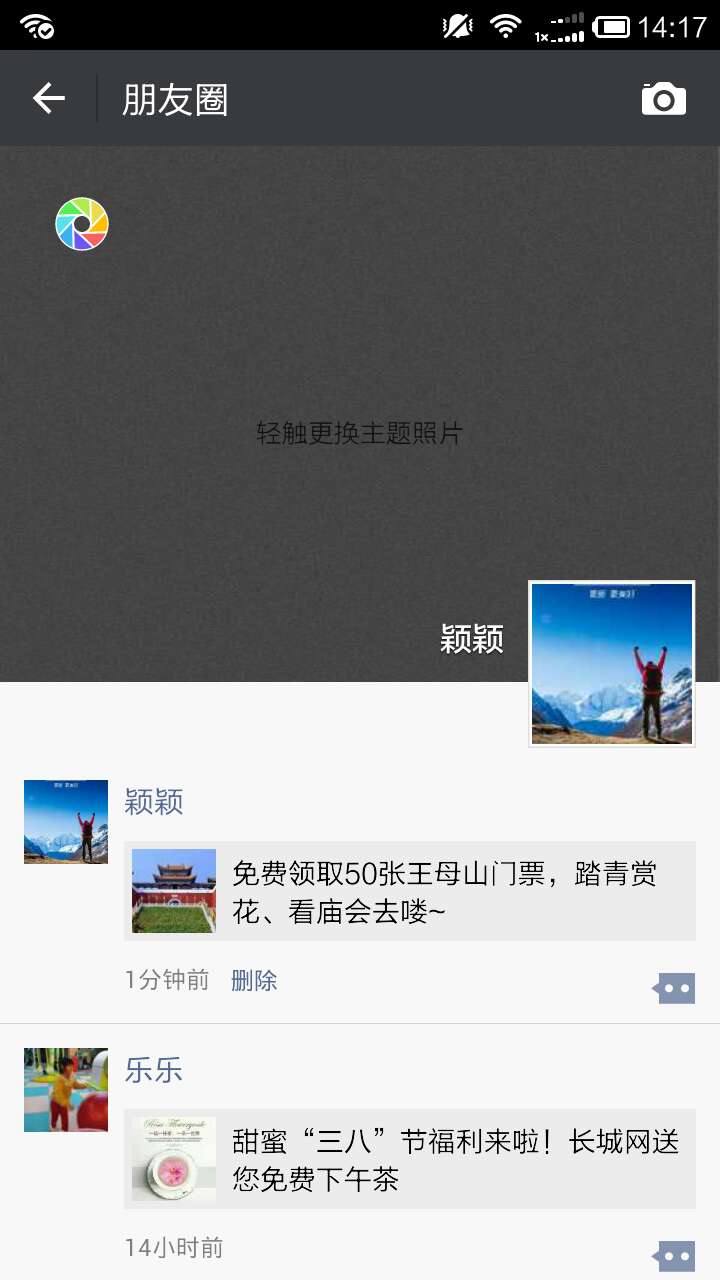 1×
14:17
朋友圈
轻触更换主题照片
颖颖
颖颖
免费领取50张王母山门票，踏青赏
花、看庙会去喽~
1分钟前 删除
乐乐
甜蜜“三八”节福利来啦！长城网送
您免费下午茶
14小时前